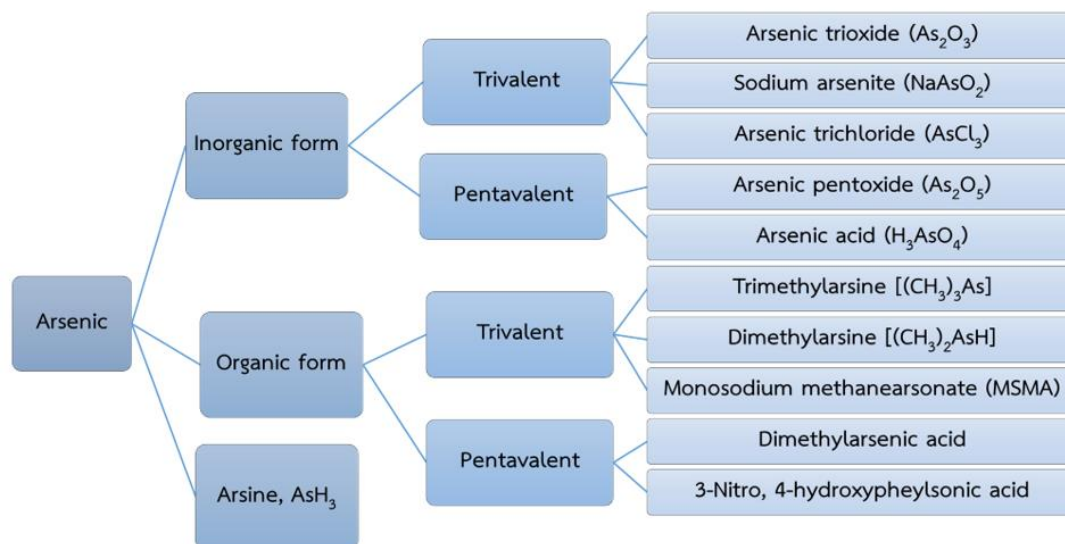 Arsenic
Inorganic form
Trivalent
Arsenic trioxide (As₂O₃)
Sodium arsenite (NaAsO₂)
Arsenic trichloride (AsCl₃)
Pentavalent
Arsenic pentoxide (As₂O₅)
Arsenic acid (H₃AsO₄)
Organic form
Trivalent
Trimethylarsine [(CH₃)₃As]
Dimethylarsine [(CH₃)₂AsH]
Monosodium methanearsonate (MSMA)
Pentavalent
Dimethylarsenic acid
3-Nitro, 4-hydroxypheylsonic acid
Arsine, AsH₃